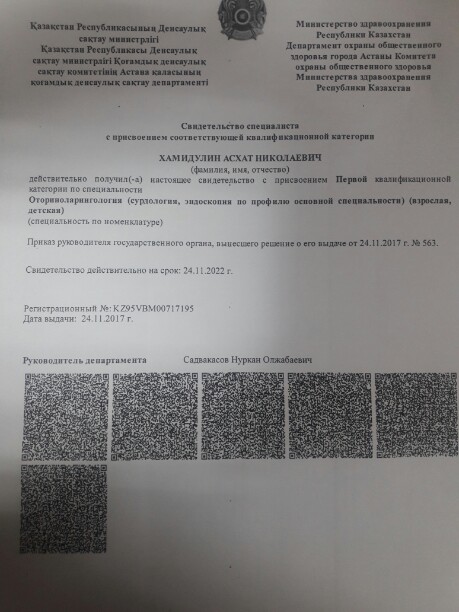 Қазақстан Республикасының Денсаулық
сақтау министрлігі
Қазақстан Республикасы Денсаулық
сақтау министрлігі Қоғамдық денсаулық
сақтау комитетінің Астана қаласының
қоғамдық денсаулық сақтау департаменті
Министерство здравоохранения
Республики Казахстан
Департамент охраны общественного
здоровья города Астаны Комитета
охраны общественного здоровья
Министерства здравоохранения
Республики Казахстан
Свидетельство специалиста
с присвоением соответствующей квалификационной категории
ХАМИДУЛИН АСХАТ НИКОЛАЕВИЧ
(фамилия, имя, отчество)
действительно получил(-а) настоящее свидетельство с присвоением Первой квалификационной
категории по специальности
Оториноларингология (сурдология, эндоскопия по профилю основной специальности) (взрослая,
детская)
(специальность по номенклатуре)
Приказ руководителя государственного органа, вынесшего решение о его выдаче от 24.11.2017 г. № 563.
Свидетельство действительно на срок: 24.11.2022 г.
Регистрационный №: KZ95VBM00717195
Дата выдачи: 24.11.2017 г.
Руководитель департамента Садвакасов Нуркан Олжабаевич